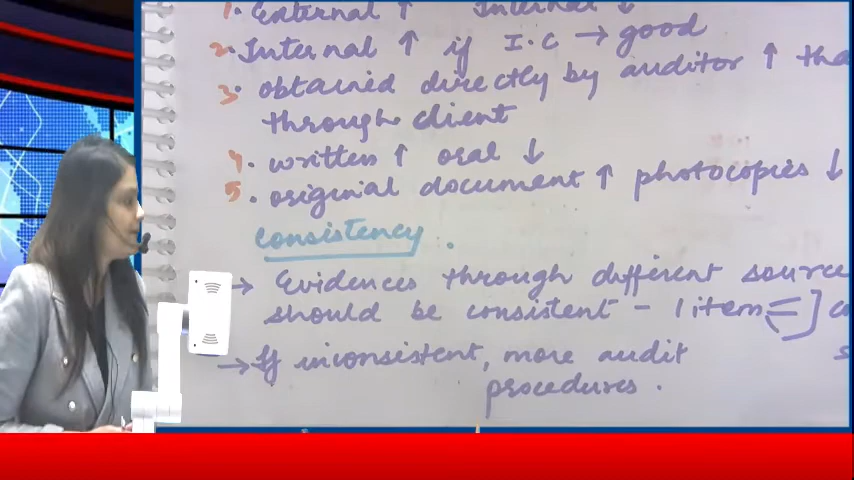 1. External ↑ Internal ↓
2. Internal ↑ if I.C → good
3. obtained directly by auditor ↑ tha
through client
4. written ↑ oral ↓
5. original document ↑ photocopies ↓
consistency.
→ Evidences through different source
should be consistent - 1 item = ] co
→ If inconsistent, more audit s
procedures.